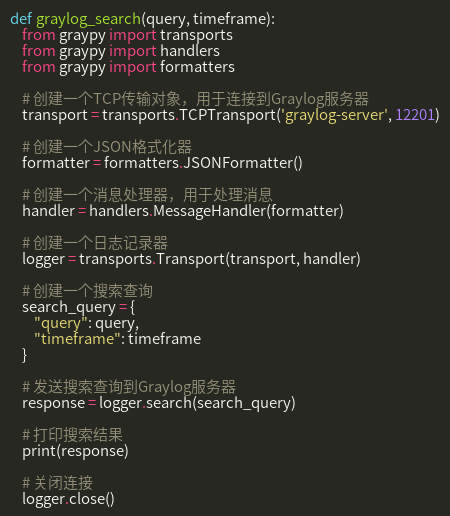 def graylog_search(query, timeframe):
from graypy import transports
from graypy import handlers
from graypy import formatters
# 创建一个TCP传输对象，用于连接到Graylog服务器
transport = transports.TCPTransport('graylog-server', 12201)
# 创建一个JSON格式化器
formatter = formatters.JSONFormatter()
# 创建一个消息处理器，用于处理消息
handler = handlers.MessageHandler(formatter)
# 创建一个日志记录器
logger = transports.Transport(transport, handler)
# 创建一个搜索查询
search_query = {
"query": query,
"timeframe": timeframe
}
# 发送搜索查询到Graylog服务器
response = logger.search(search_query)
# 打印搜索结果
print(response)
# 关闭连接
logger.close()